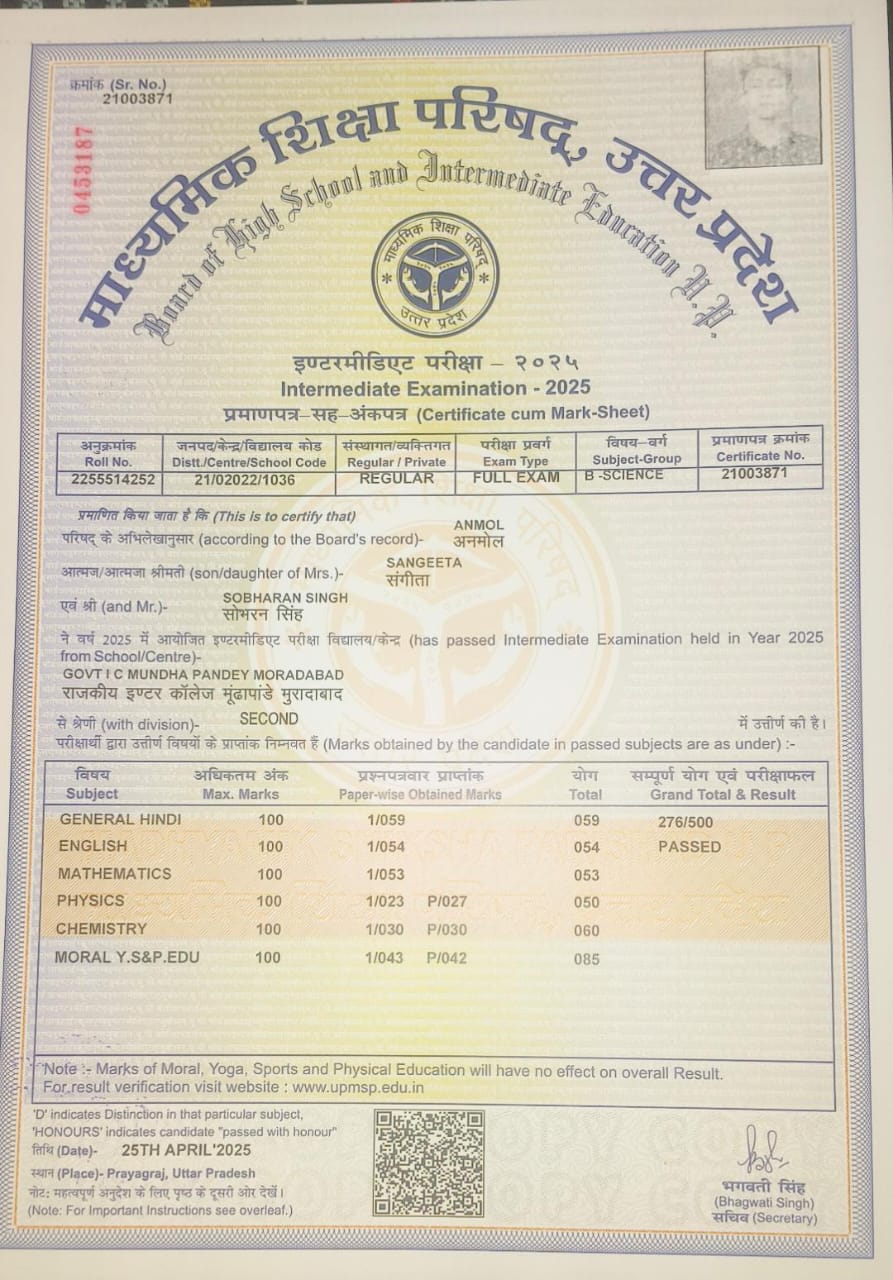 क्रमांक (Sr. No.)
21003871
0453187
माध्यमिक शिक्षा परिषद्, उत्तर प्रदेश
Board of High School and Intermediate Education U.P.
माध्यमिक शिक्षा परिषद्
उत्तर प्रदेश
इण्टरमीडिएट परीक्षा – २०२५
Intermediate Examination - 2025
प्रमाणपत्र–सह–अंकपत्र (Certificate cum Mark-Sheet)
अनुक्रमांक जनपद/केन्द्र/विद्यालय कोड संस्थागत/व्यक्तिगत परीक्षा प्रवर्ग विषय–वर्ग प्रमाणपत्र क्रमांक
Roll No. Distt./Centre/School Code Regular / Private Exam Type Subject-Group Certificate No.
2255514252 21/02022/1036 REGULAR FULL EXAM B -SCIENCE 21003871
प्रमाणित किया जाता है कि (This is to certify that)
ANMOL
परिषद् के अभिलेखानुसार (according to the Board's record)- अनमोल
SANGEETA
आत्मज/आत्मजा श्रीमती (son/daughter of Mrs.)- संगीता
SOBHARAN SINGH
एवं श्री (and Mr.)- सोभरन सिंह
ने वर्ष 2025 में आयोजित इण्टरमीडिएट परीक्षा विद्यालय/केन्द्र (has passed Intermediate Examination held in Year 2025
from School/Centre)-
GOVT I C MUNDHA PANDEY MORADABAD
राजकीय इण्टर कॉलेज मूंढापांडे मुरादाबाद
से श्रेणी (with division)- SECOND में उत्तीर्ण की है।
परीक्षार्थी द्वारा उत्तीर्ण विषयों के प्राप्तांक निम्नवत हैं (Marks obtained by the candidate in passed subjects are as under) :-
विषय अधिकतम अंक प्रश्नपत्रवार प्राप्तांक योग सम्पूर्ण योग एवं परीक्षाफल
Subject Max. Marks Paper-wise Obtained Marks Total Grand Total & Result
GENERAL HINDI 100 1/059 059 276/500
ENGLISH 100 1/054 054 PASSED
MATHEMATICS 100 1/053 053
PHYSICS 100 1/023 P/027 050
CHEMISTRY 100 1/030 P/030 060
MORAL Y.S&P.EDU 100 1/043 P/042 085
Note :- Marks of Moral, Yoga, Sports and Physical Education will have no effect on overall Result.
For result verification visit website : www.upmsp.edu.in
'D' indicates Distinction in that particular subject,
'HONOURS' indicates candidate "passed with honour"
तिथि (Date)- 25TH APRIL'2025
स्थान (Place)- Prayagraj, Uttar Pradesh
नोट: महत्वपूर्ण अनुदेश के लिए पृष्ठ के दूसरी ओर देखें।
(Note: For Important Instructions see overleaf.)
भगवती सिंह
(Bhagwati Singh)
सचिव (Secretary)